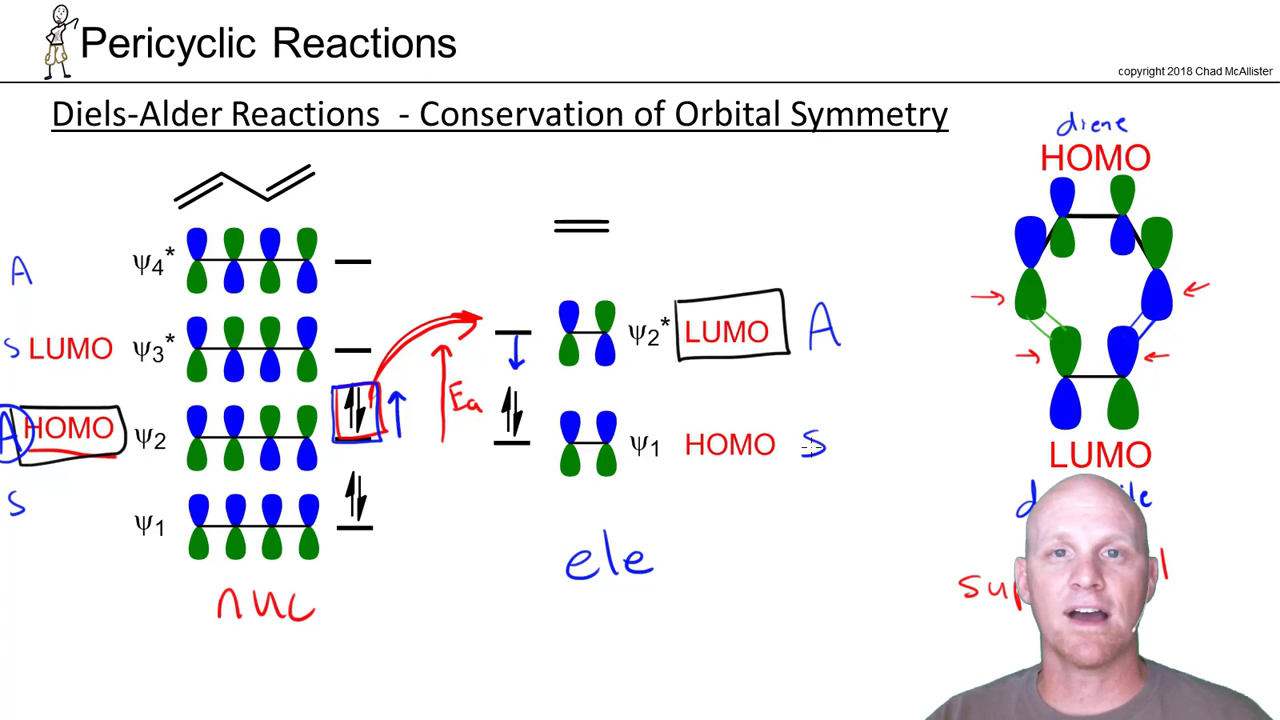 Pericyclic Reactions
copyright 2018 Chad McAllister
Diels-Alder Reactions - Conservation of Orbital Symmetry
diene
HOMO
A ψ4*
S LUMO ψ3*
A HOMO ψ2
S ψ1
nuc
Ea
ψ2* LUMO A
ψ1 HOMO S
ele
LUMO